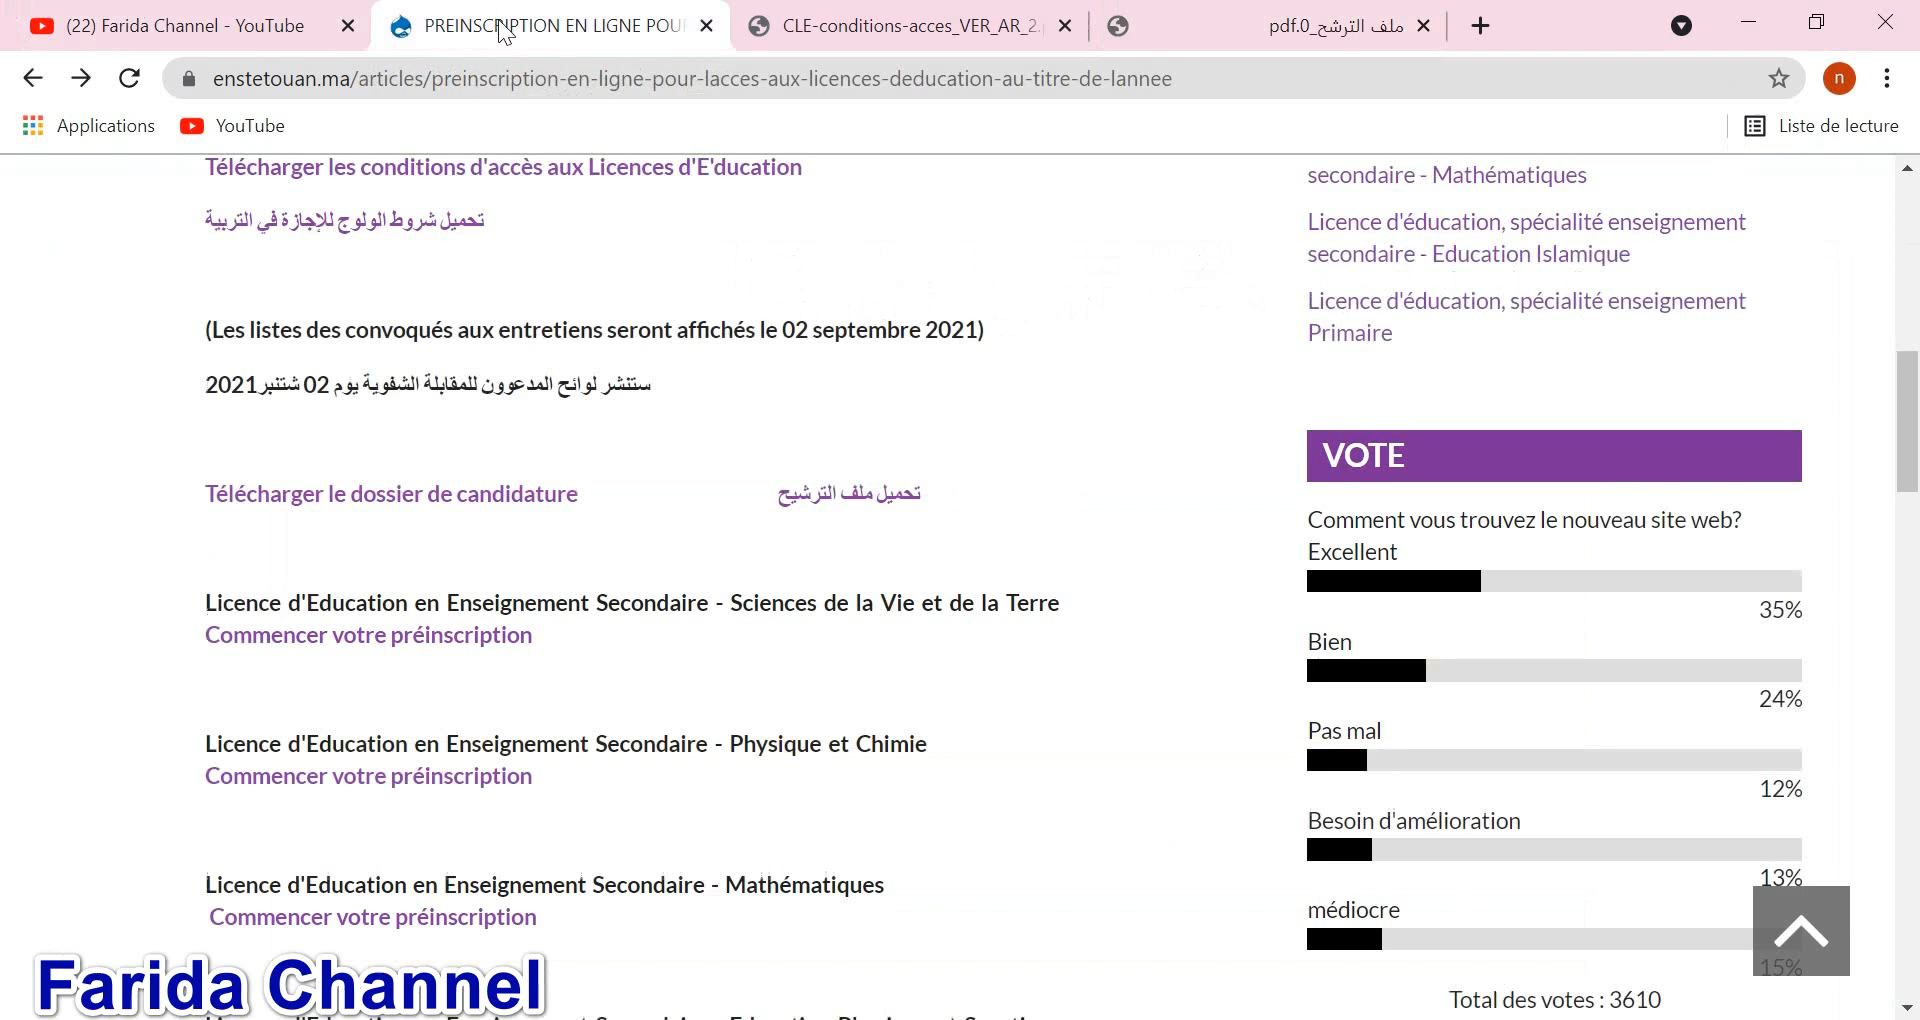 (22) Farida Channel - YouTube
PREINSCRIPTION EN LIGNE POU
CLE-conditions-acces_VER_AR_2.
ملف الترشح_0.pdf
enstetouan.ma/articles/preinscription-en-ligne-pour-lacces-aux-licences-deducation-au-titre-de-lannee
n
Applications
YouTube
Liste de lecture
Télécharger les conditions d'accès aux Licences d'E'ducation
تحميل شروط الولوج للإجازة في التربية
(Les listes des convoqués aux entretiens seront affichés le 02 septembre 2021)
ستنشر لوائح المدعوون للمقابلة الشفوية يوم 02 شتنبر2021
Télécharger le dossier de candidature
تحميل ملف الترشيح
Licence d'Education en Enseignement Secondaire - Sciences de la Vie et de la Terre
Commencer votre préinscription
Licence d'Education en Enseignement Secondaire - Physique et Chimie
Commencer votre préinscription
Licence d'Education en Enseignement Secondaire - Mathématiques
Commencer votre préinscription
secondaire - Mathématiques
Licence d'éducation, spécialité enseignement
secondaire - Education Islamique
Licence d'éducation, spécialité enseignement
Primaire
VOTE
Comment vous trouvez le nouveau site web?
Excellent
35%
Bien
24%
Pas mal
12%
Besoin d'amélioration
13%
médiocre
15%
Total des votes : 3610
Farida Channel